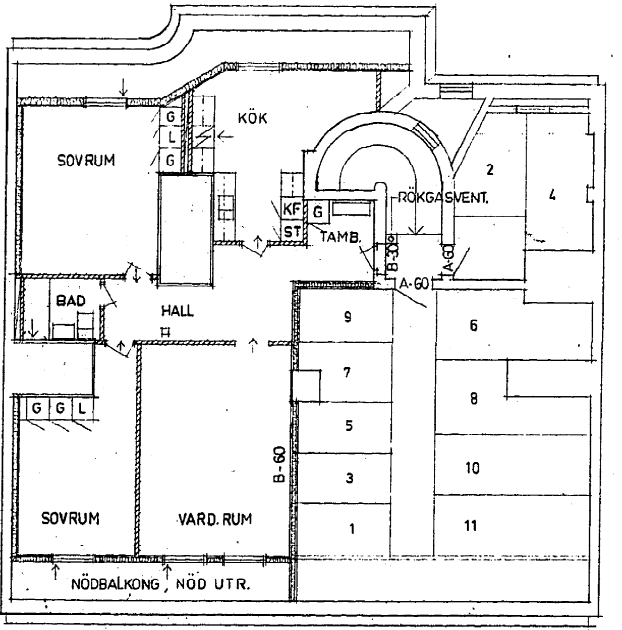 KÖK
G
L
G
SOVRUM
2
4
RÖKGASVENT.
KF
G
ST
TAMB.
B-30
A-60
A-60
BAD
HALL
9
6
7
8
5
G G L
B-60
3
10
SOVRUM
VARD.RUM
1
11
NÖDBALKONG, NÖD UTR.